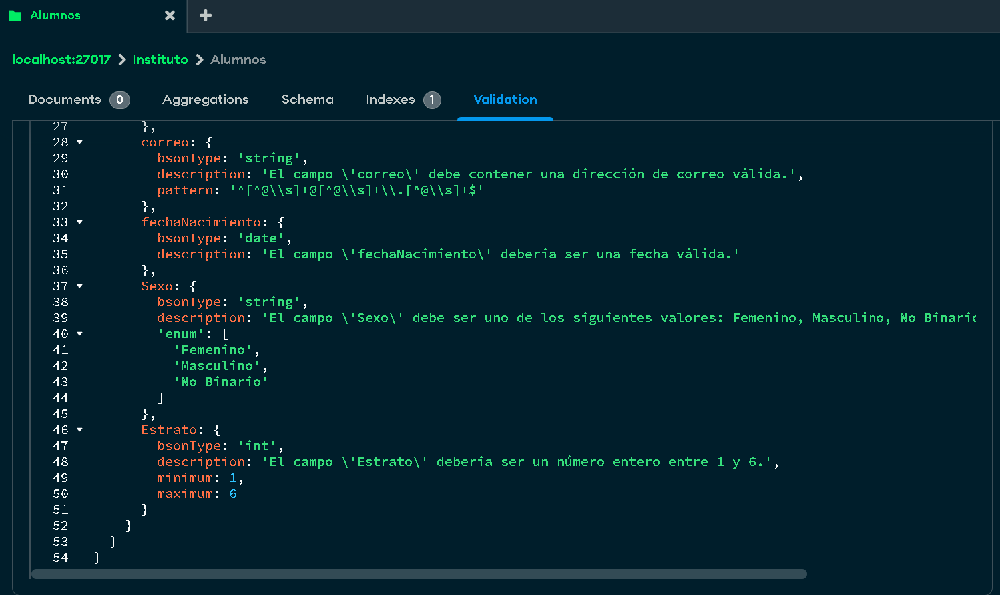 Alumnos
localhost:27017 > Instituto > Alumnos
Documents 0 Aggregations Schema Indexes 1 Validation
27 },
28 correo: {
29 bsonType: 'string',
30 description: 'El campo \'correo\' debe contener una dirección de correo válida.',
31 pattern: '^[^@\\s]+@[^@\\s]+\\.[^@\\s]+$'
32 },
33 fechaNacimiento: {
34 bsonType: 'date',
35 description: 'El campo \'fechaNacimiento\' deberia ser una fecha válida.'
36 },
37 Sexo: {
38 bsonType: 'string',
39 description: 'El campo \'Sexo\' debe ser uno de los siguientes valores: Femenino, Masculino, No Binario
40 'enum': [
41 'Femenino',
42 'Masculino',
43 'No Binario'
44 ]
45 },
46 Estrato: {
47 bsonType: 'int',
48 description: 'El campo \'Estrato\' deberia ser un número entero entre 1 y 6.',
49 minimum: 1,
50 maximum: 6
51 }
52 }
53 }
54 }